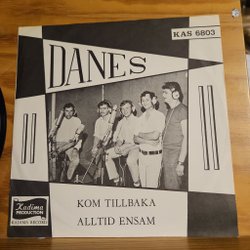 KAS 6803
DANES
KOM TILLBAKA
ALLTID ENSAM
Kadima
PRODUCTION